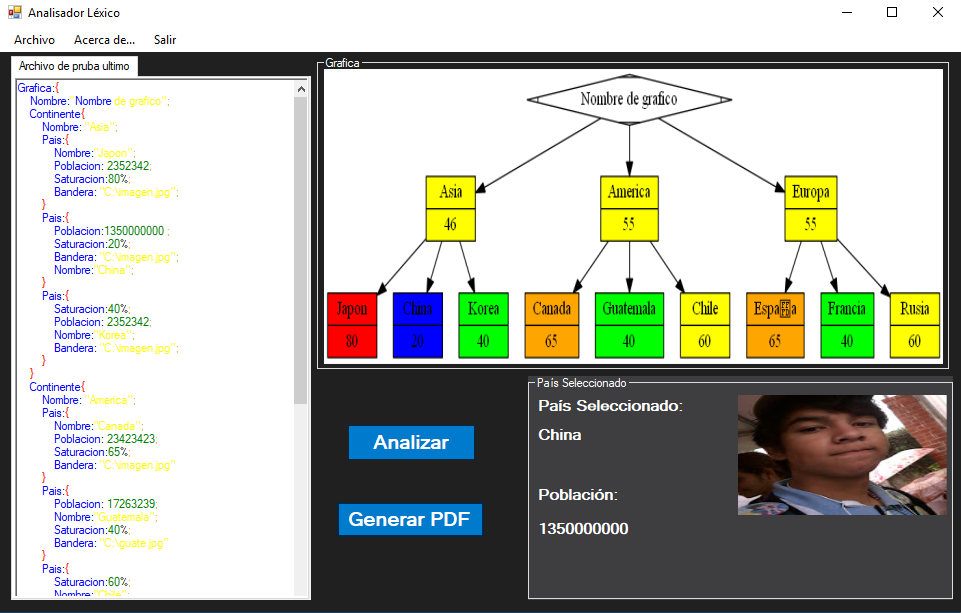 Analisador Léxico
Archivo Acerca de... Salir
Archivo de pruba ultimo
Grafica:{
Nombre:"Nombre de grafico";
Continente{
Nombre: "Asia";
Pais:{
Nombre:"Japon";
Poblacion: 2352342;
Saturacion:80%;
Bandera: "C:\imagen.jpg";
}
Pais:{
Poblacion:1350000000 ;
Saturacion:20%;
Bandera: "C:\imagen.jpg";
Nombre:"China";
}
Pais:{
Saturacion:40%;
Poblacion: 2352342;
Nombre:"Korea";
Bandera: "C:\imagen.jpg";
}
}
Continente{
Nombre: "America";
Pais:{
Nombre:"Canada";
Poblacion: 23423423;
Saturacion:65%;
Bandera: "C:\imagen.jpg"
}
Pais:{
Poblacion: 17263239;
Nombre:"Guatemala";
Saturacion:40%;
Bandera: "C:\guate.jpg"
}
Pais:{
Saturacion:60%;
Nombre:"Chile";
Grafica
Nombre de grafico
Asia America Europa
46 55 55
Japon China Korea Canada Guatemala Chile Espa�a Francia Rusia
80 20 40 65 40 60 65 40 60
Analizar
Generar PDF
País Seleccionado
País Seleccionado:
China
Población:
1350000000